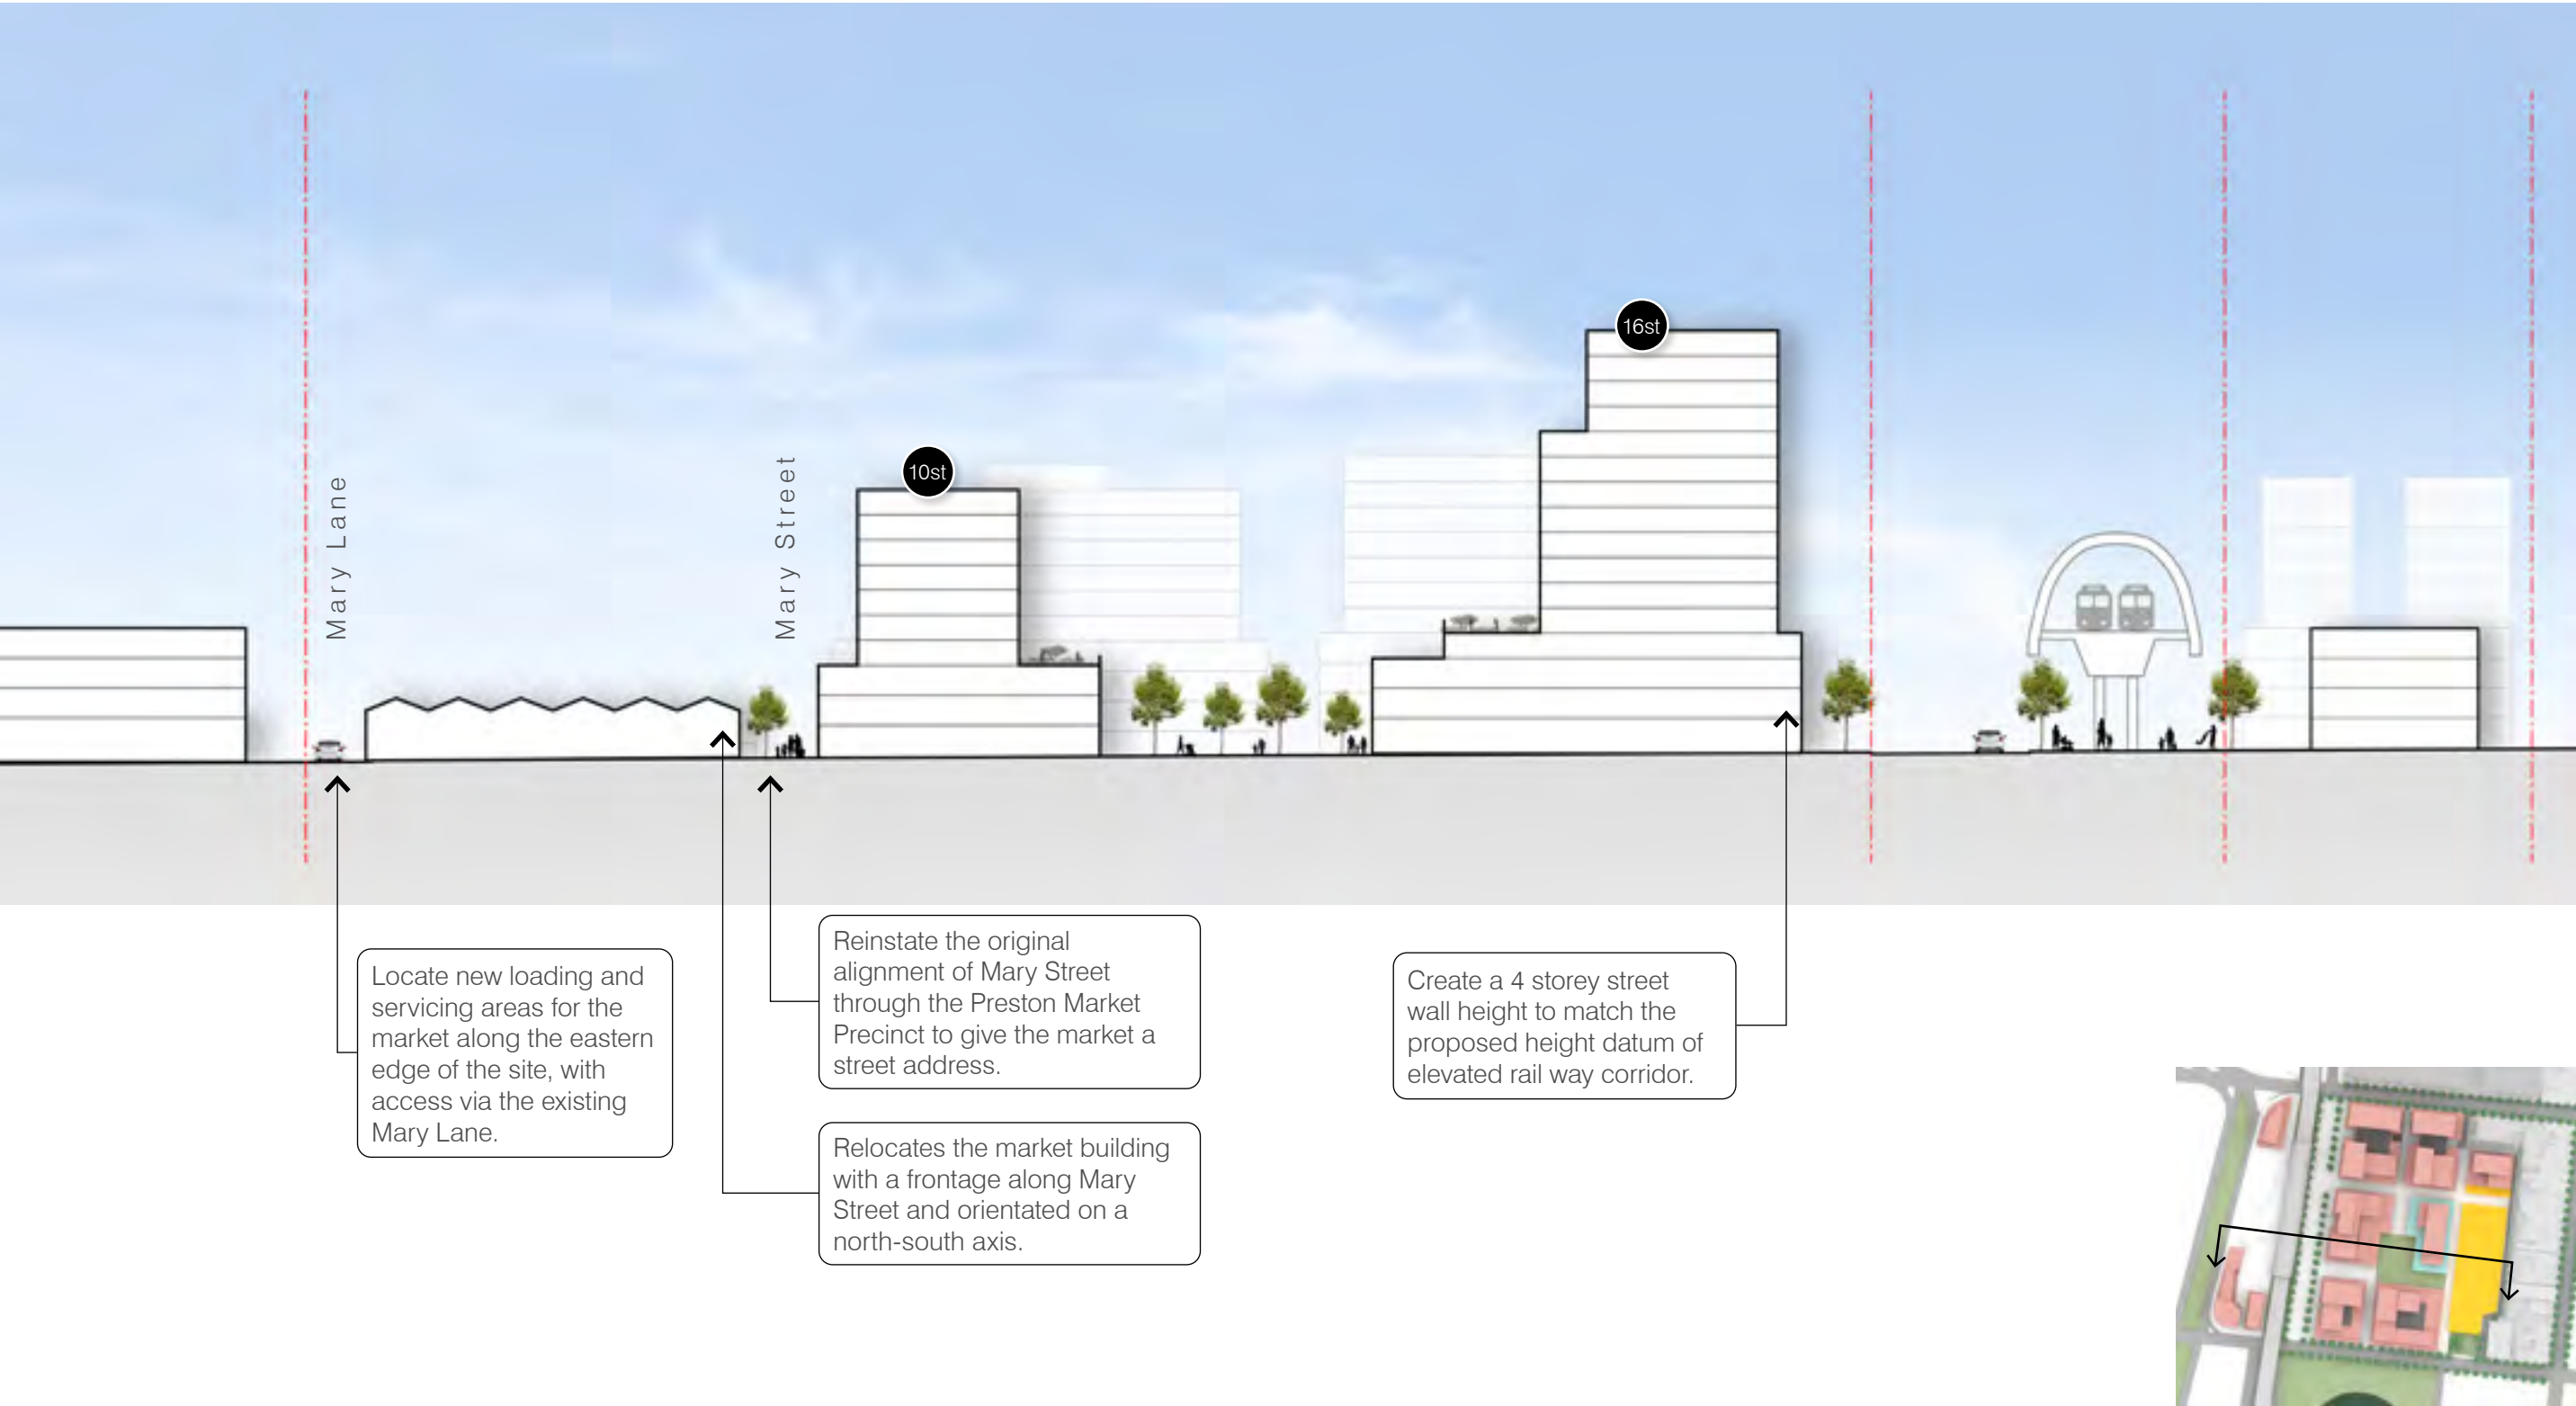 16st
10st
Mary Lane
Mary Street
Locate new loading and
servicing areas for the
market along the eastern
edge of the site, with
access via the existing
Mary Lane.
Reinstate the original
alignment of Mary Street
through the Preston Market
Precinct to give the market a
street address.
Relocates the market building
with a frontage along Mary
Street and orientated on a
north-south axis.
Create a 4 storey street
wall height to match the
proposed height datum of
elevated rail way corridor.